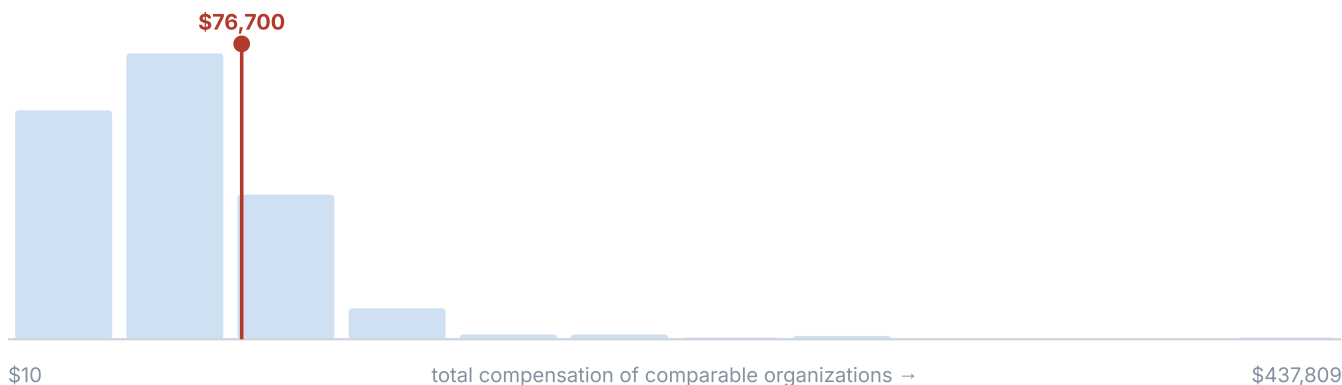 $76,700
$10
total compensation of comparable organizations →
$437,809